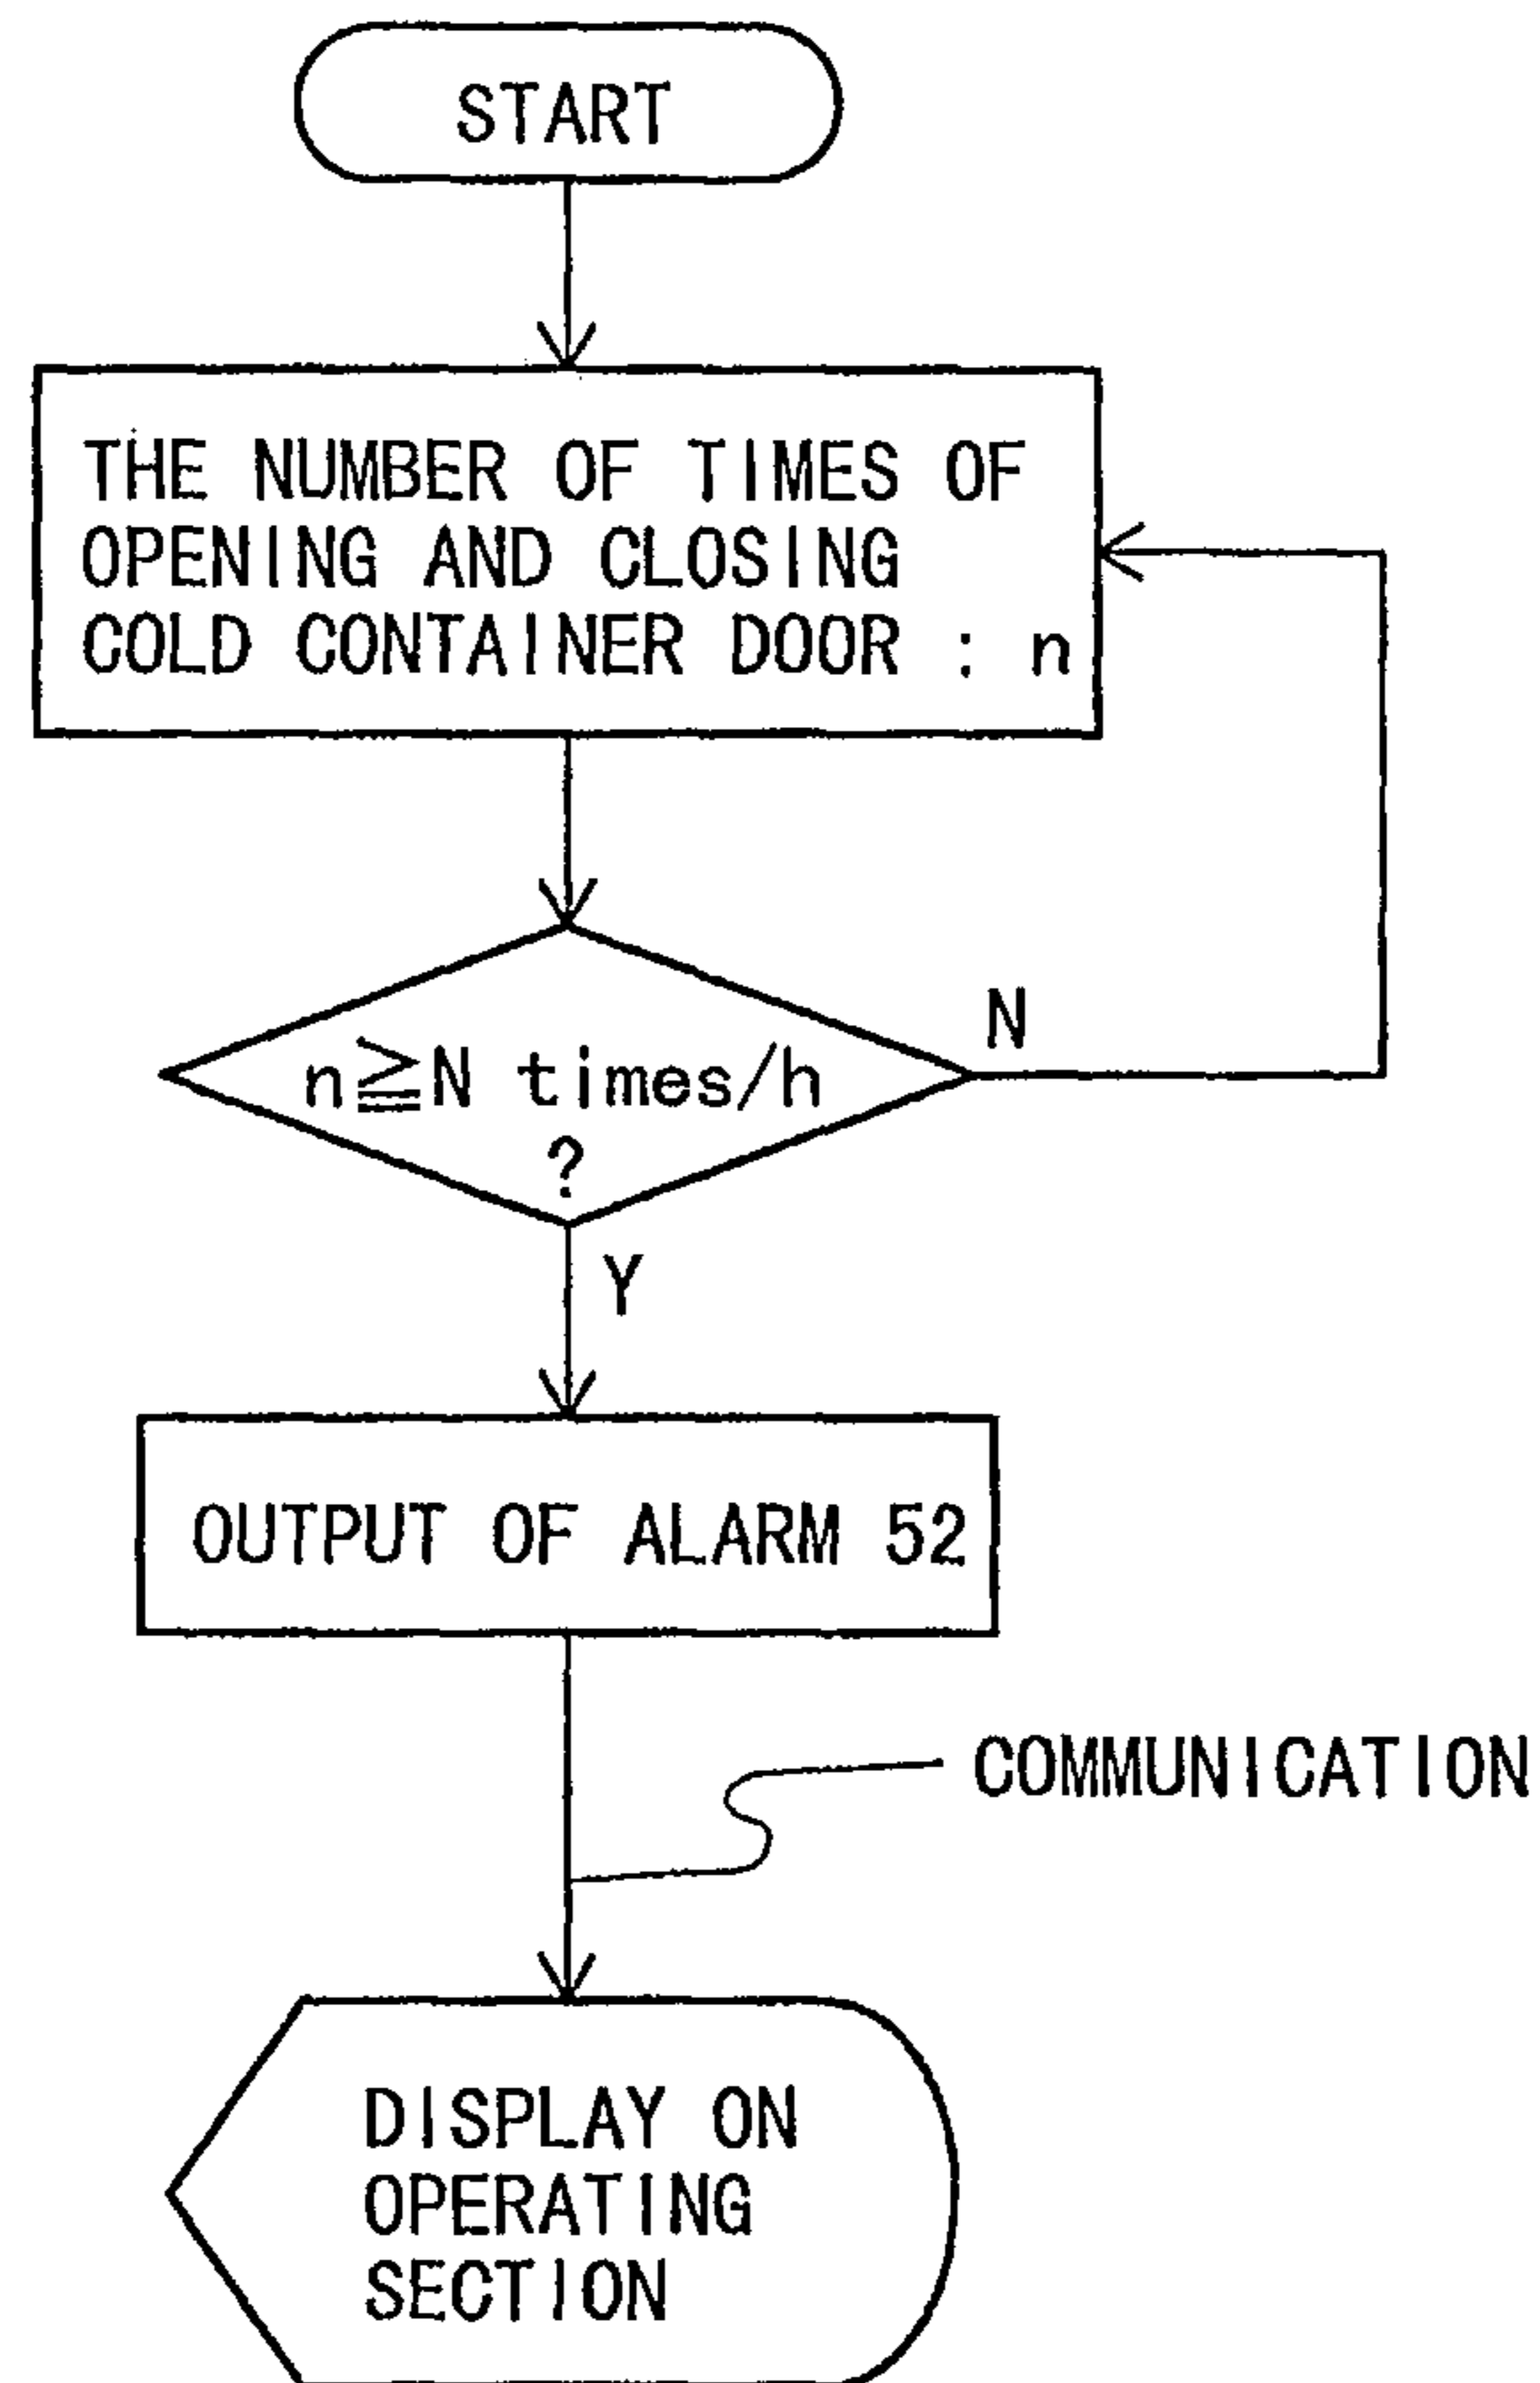 START
THE NUMBER OF TIMES OF
OPENING AND CLOSING
COLD CONTAINER DOOR : n
N
n≧N times/h
?
Y
OUTPUT OF ALARM 52
COMMUNICATION
DISPLAY ON
OPERATING
SECTION